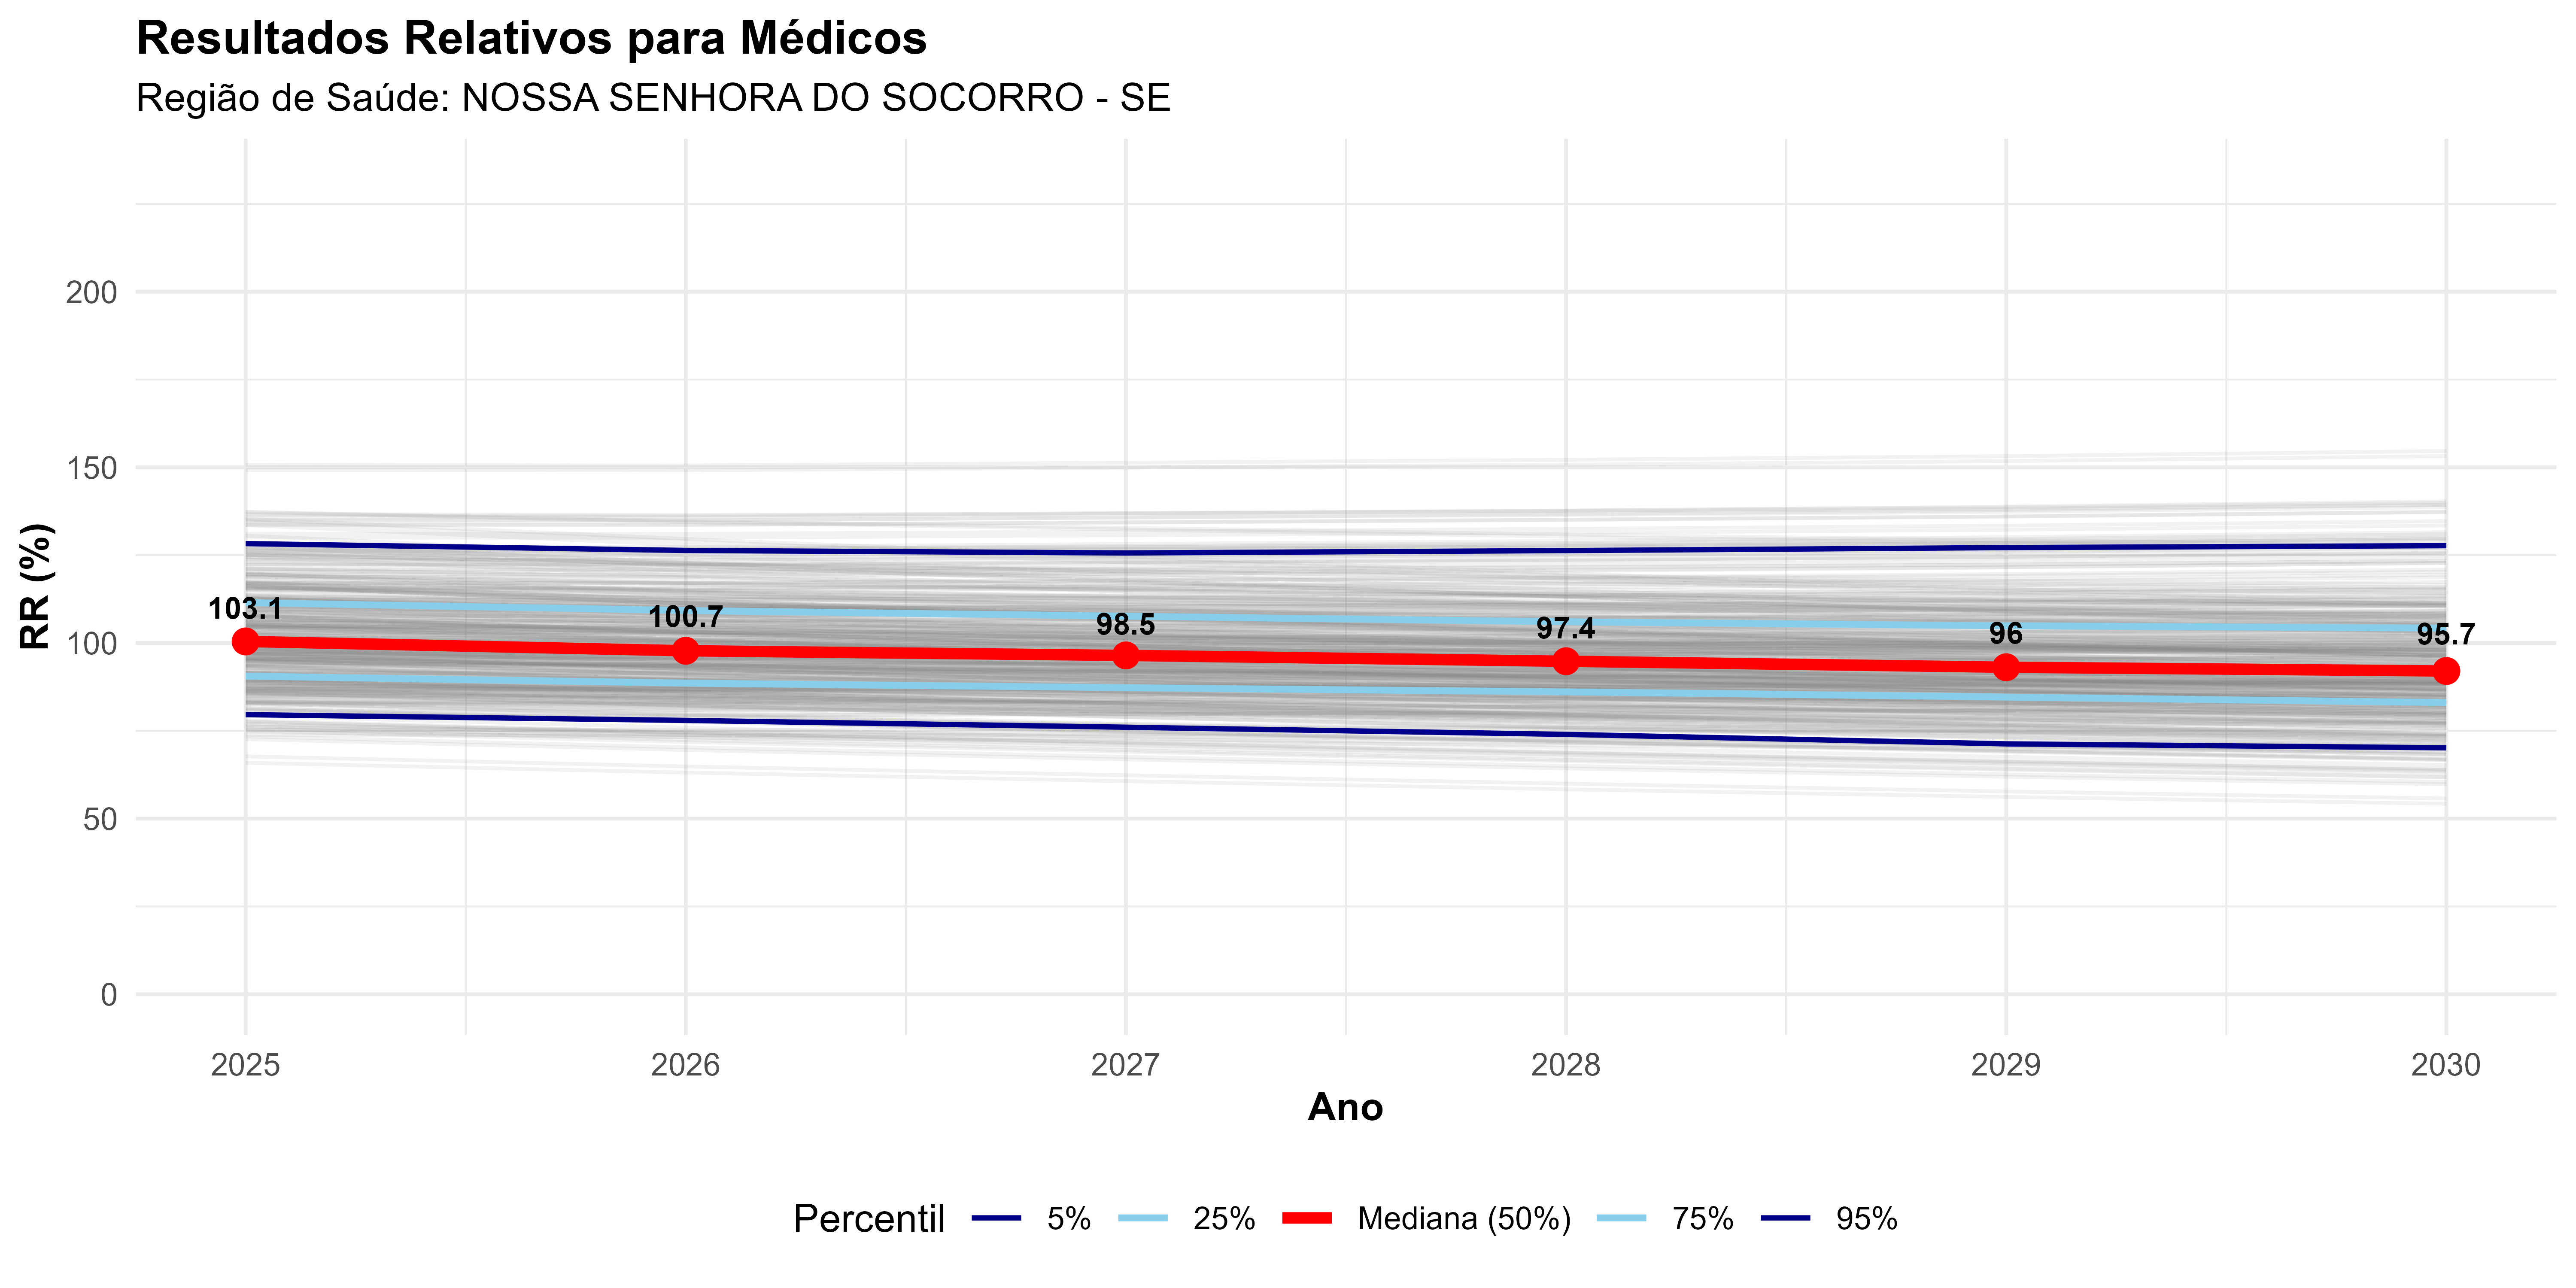 Resultados Relativos para Médicos
Região de Saúde: NOSSA SENHORA DO SOCORRO - SE
RR (%)
200
150
100
50
0
103.1
100.7
98.5
97.4
96
95.7
2025 2026 2027 2028 2029 2030
Ano
Percentil 5% 25% Mediana (50%) 75% 95%